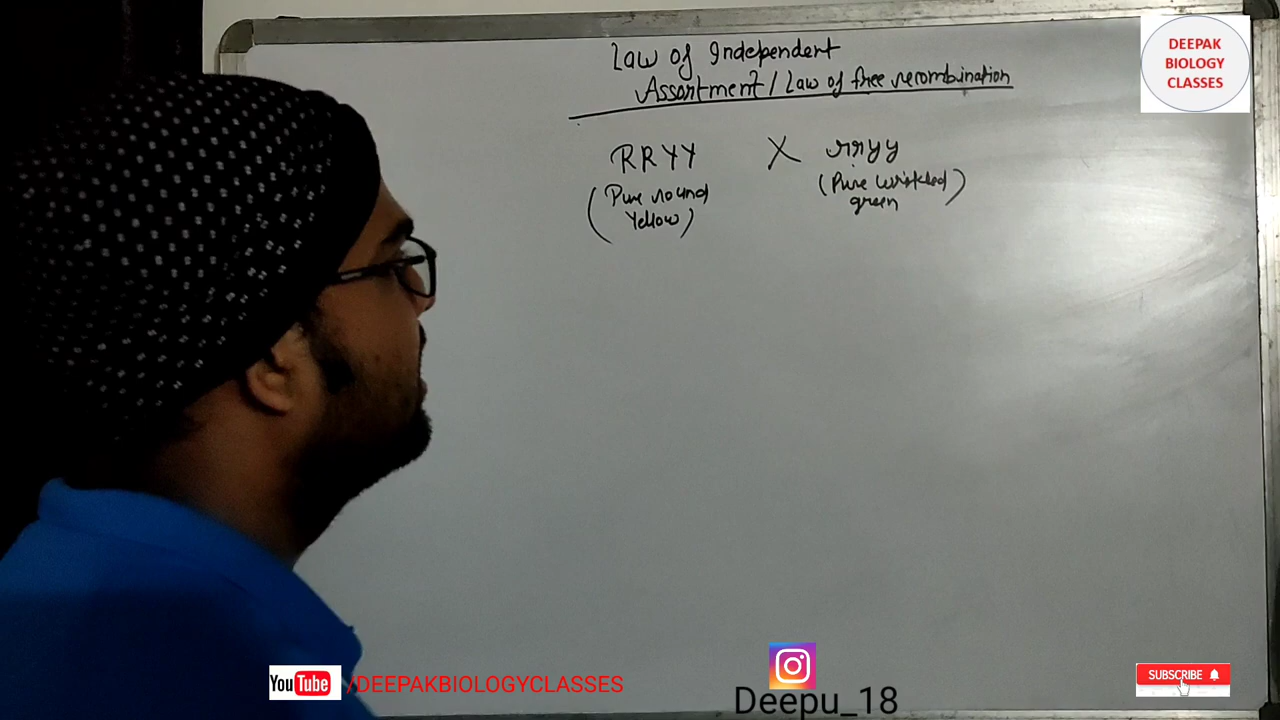 Law of Independent
Assortment / Law of free recombination
RRYY X rryy
(Pure round
Yellow)
(Pure wrinkled)
green
DEEPAK
BIOLOGY
CLASSES
YouTube /DEEPAKBIOLOGYCLASSES
Deepu_18
SUBSCRIBE